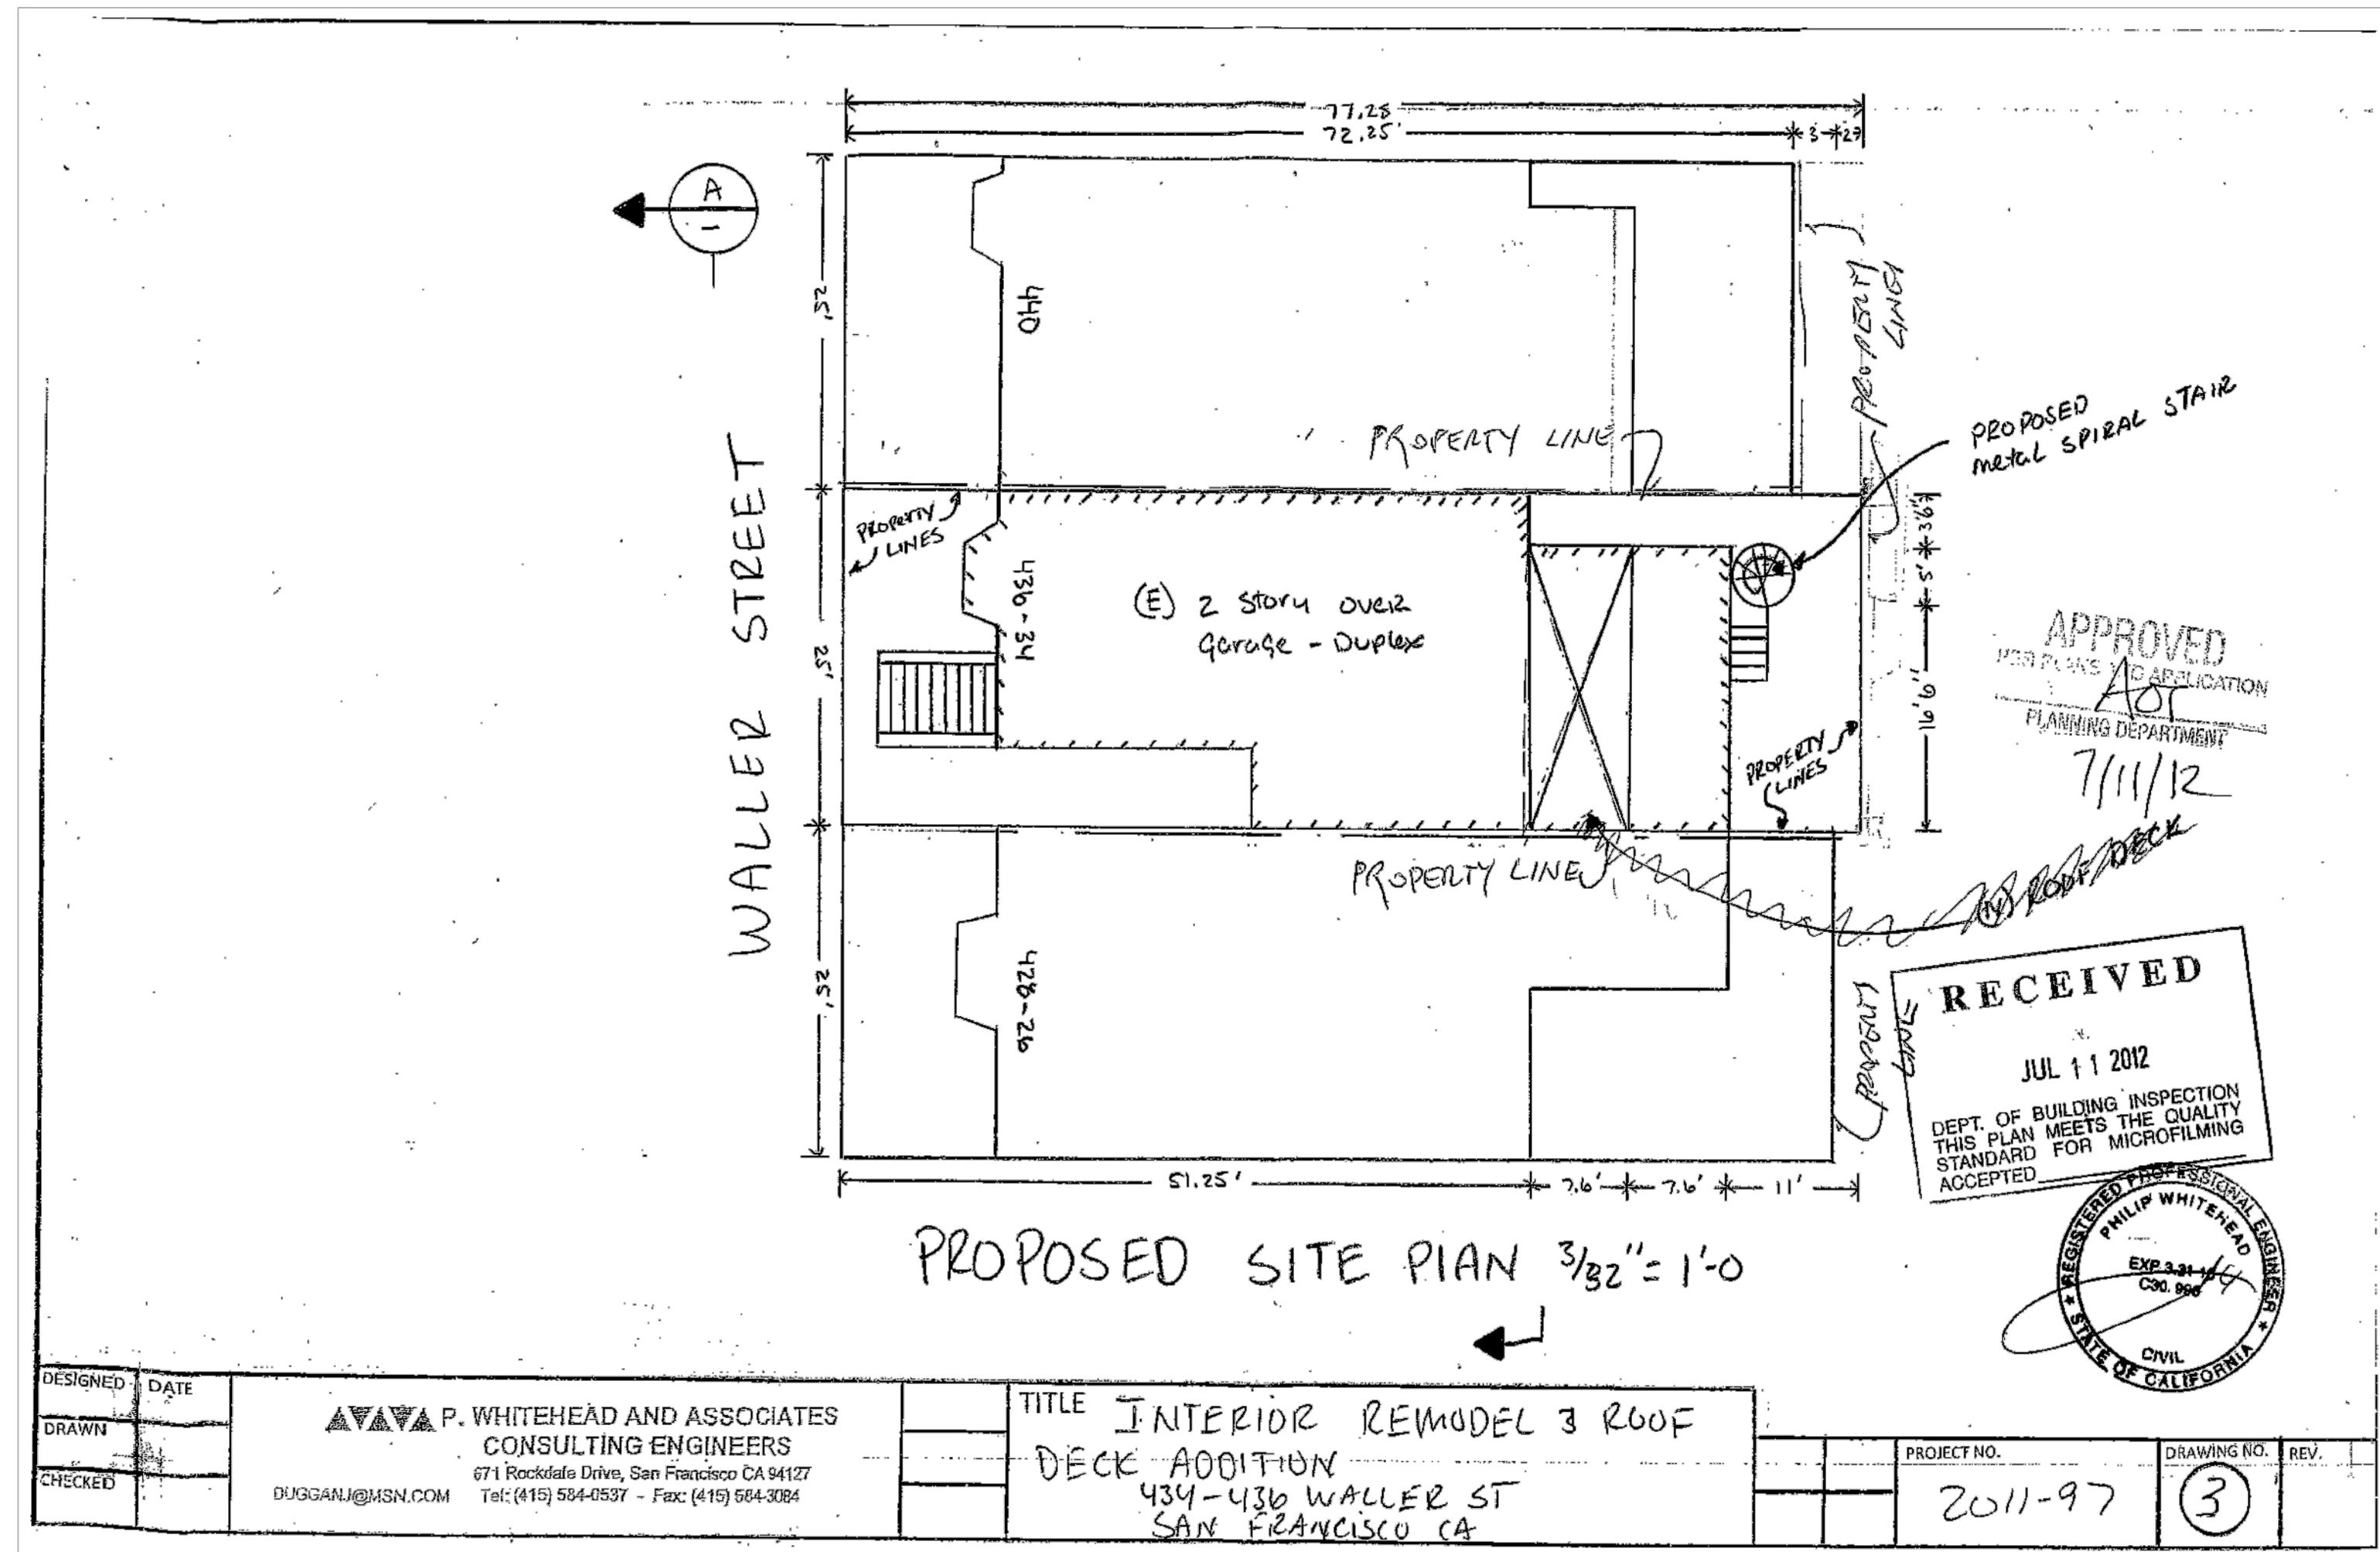 77.25
72.25'
3
A
-
25'
440
PROPERTY
LINES
PROPERTY LINE
PROPOSED
metal SPIRAL STAIR
PROPERTY
LINES
3'6"
5'
16'9"
WALLER STREET
25'
436-34
(E) 2 Story over
Garage - Duplex
APPROVED
PLANNING DEPARTMENT
7/11/12
PROPERTY
LINES
PROPERTY LINE
(N) ROOF DECK
25'
428-26
PROPERTY
LINE
RECEIVED
JUL 11 2012
DEPT. OF BUILDING INSPECTION
THIS PLAN MEETS THE QUALITY
STANDARD FOR MICROFILMING
ACCEPTED
51.25'
7.6'
7.6'
11'
PROPOSED SITE PLAN 3/32"=1'-0
REGISTERED PROFESSIONAL ENGINEER
PHILIP WHITEHEAD
CIVIL
STATE OF CALIFORNIA
DESIGNED
DATE
DRAWN
CHECKED
P. WHITEHEAD AND ASSOCIATES
CONSULTING ENGINEERS
671 Rockdale Drive, San Francisco CA 94127
DUGGANJ@MSN.COM Tel: (415) 584-0537 - Fax: (415) 584-3084
TITLE INTERIOR REMODEL & ROOF
DECK ADDITION
434-436 WALLER ST
SAN FRANCISCO CA
PROJECT NO.
2011-97
DRAWING NO.
3
REV.